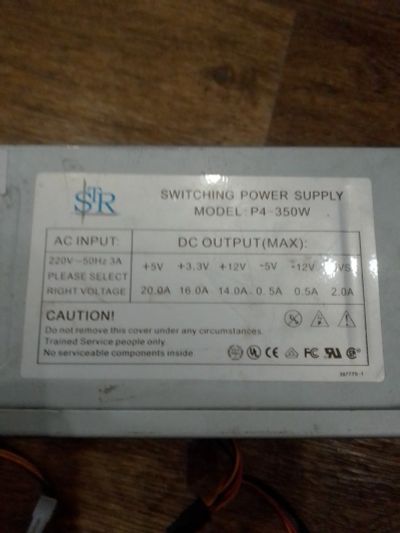 STR
SWITCHING POWER SUPPLY
MODEL: P4-350W
AC INPUT:
DC OUTPUT(MAX):
220V~50Hz 3A
PLEASE SELECT
RIGHT VOLTAGE
+5V +3.3V +12V -5V -12V
20.0A 16.0A 14.0A 0.5A 0.5A 2.0A
CAUTION!
Do not remove this cover under any circumstances.
Trained Service people only.
No serviceable components inside.
CE FC